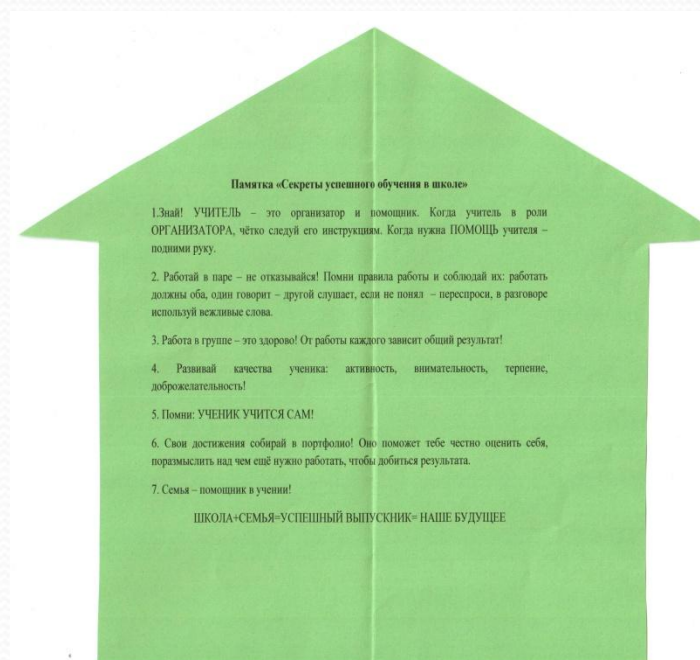 Памятка «Секреты успешного обучения в школе»
1.Знай! УЧИТЕЛЬ – это организатор и помощник. Когда учитель в роли
ОРГАНИЗАТОРА, чётко следуй его инструкциям. Когда нужна ПОМОЩЬ учителя –
подними руку.
2. Работай в паре – не отказывайся! Помни правила работы и соблюдай их: работать
должны оба, один говорит – другой слушает, если не понял – переспроси, в разговоре
используй вежливые слова.
3. Работа в группе – это здорово! От работы каждого зависит общий результат!
4. Развивай качества ученика: активность, внимательность, терпение,
доброжелательность!
5. Помни: УЧЕНИК УЧИТСЯ САМ!
6. Свои достижения собирай в портфолио! Оно поможет тебе честно оценить себя,
поразмыслить над чем ещё нужно работать, чтобы добиться результата.
7. Семья – помощник в учении!
ШКОЛА+СЕМЬЯ=УСПЕШНЫЙ ВЫПУСКНИК= НАШЕ БУДУЩЕЕ